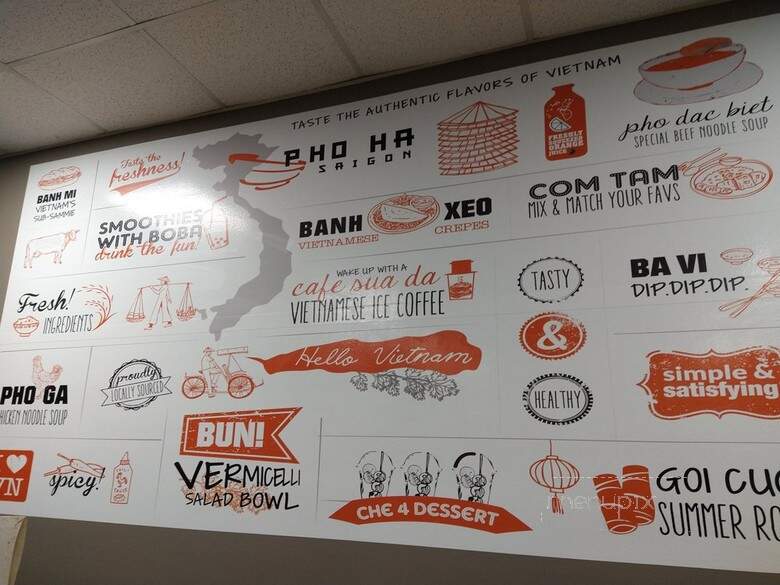 TASTE THE AUTHENTIC FLAVORS OF VIETNAM
PHO HA
SAIGON
FRESHLY
SQUEEZED
ORANGE
JUICE
pho dac biet
SPECIAL BEEF NOODLE SOUP
BANH MI
VIETNAM'S
SUB-SAMMIE
Taste the
freshness!
SMOOTHIES
WITH BOBA
drink the fun!
BANH XEO
VIETNAMESE CREPES
COM TAM
MIX & MATCH YOUR FAVS
Fresh!
INGREDIENTS
WAKE UP WITH A
cafe sua da
VIETNAMESE ICE COFFEE
TASTY
&
HEALTHY
BA VI
DIP.DIP.DIP.
PHO GA
HICKEN NOODLE SOUP
proudly
LOCALLY SOURCED
Hello Vietnam
simple &
satisfying
I
VN
spicy!
BUN!
VERMICELLI
SALAD BOWL
CHE 4 DESSERT
GOI CUO
SUMMER RO
menupix